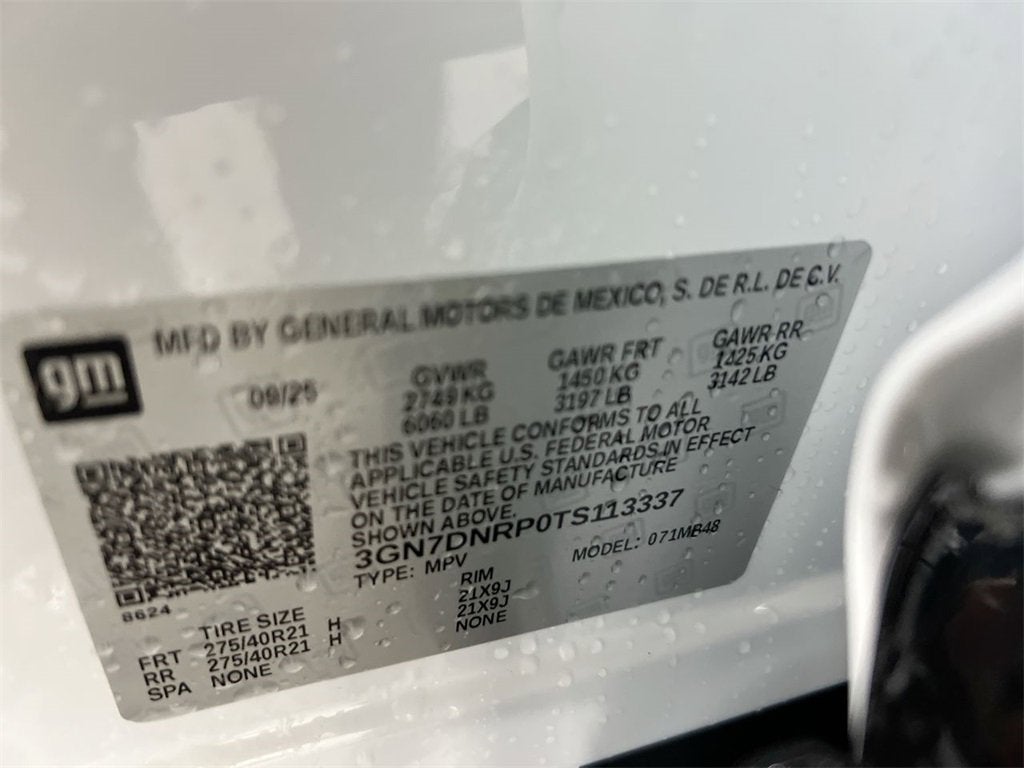 gm
MFD BY GENERAL MOTORS DE MEXICO, S. DE R.L. DE C.V.
09/25
GVWR
2749 KG
6060 LB
GAWR FRT
1450 KG
3197 LB
GAWR RR
1425 KG
3142 LB
THIS VEHICLE CONFORMS TO ALL
APPLICABLE U.S. FEDERAL MOTOR
VEHICLE SAFETY STANDARDS IN EFFECT
ON THE DATE OF MANUFACTURE
SHOWN ABOVE.
3GN7DNRP0TS113337
TYPE: MPV
MODEL: 071MB48
8624
TIRE SIZE
RIM
FRT 275/40R21 H 21X9J
RR 275/40R21 H 21X9J
SPA NONE NONE